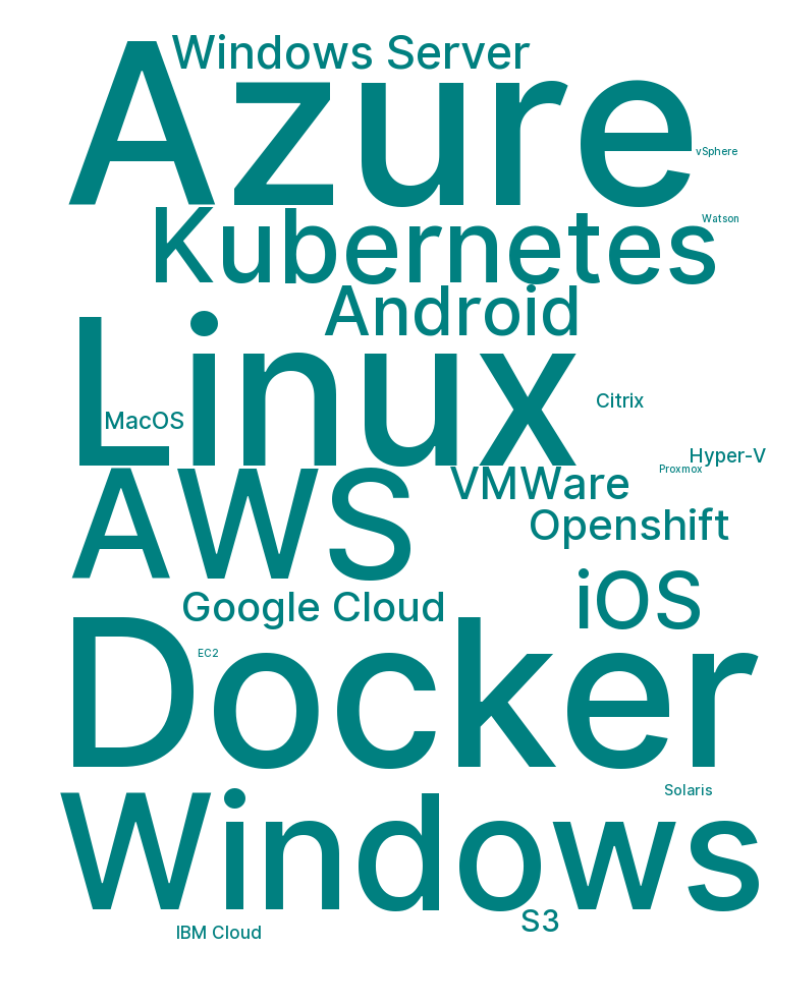 Windows Server
Azure
vSphere
Watson
Kubernetes
Android
Linux
Citrix
MacOS
Hyper-V
Proxmox
AWS
VMWare
Openshift
iOS
Google Cloud
EC2
Docker
Solaris
Windows
S3
IBM Cloud